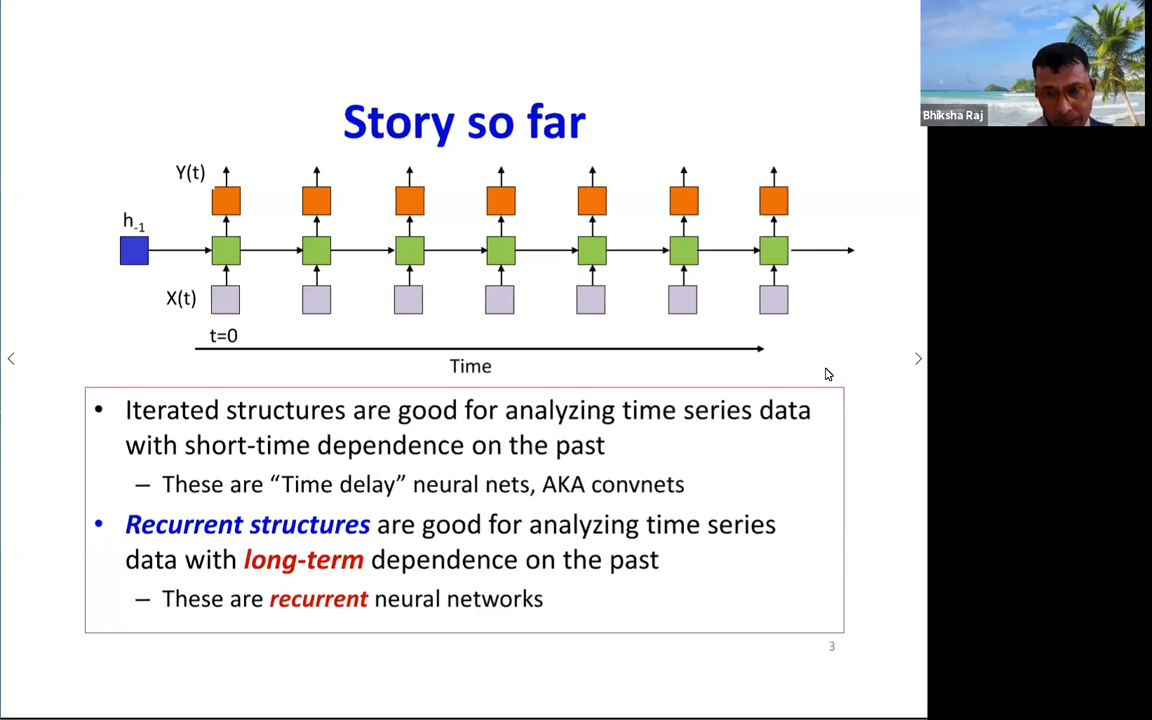 Bhiksha Raj
Story so far
Y(t)
h-1
X(t)
t=0
Time
• Iterated structures are good for analyzing time series data
with short-time dependence on the past
– These are “Time delay” neural nets, AKA convnets
• Recurrent structures are good for analyzing time series
data with long-term dependence on the past
– These are recurrent neural networks
3